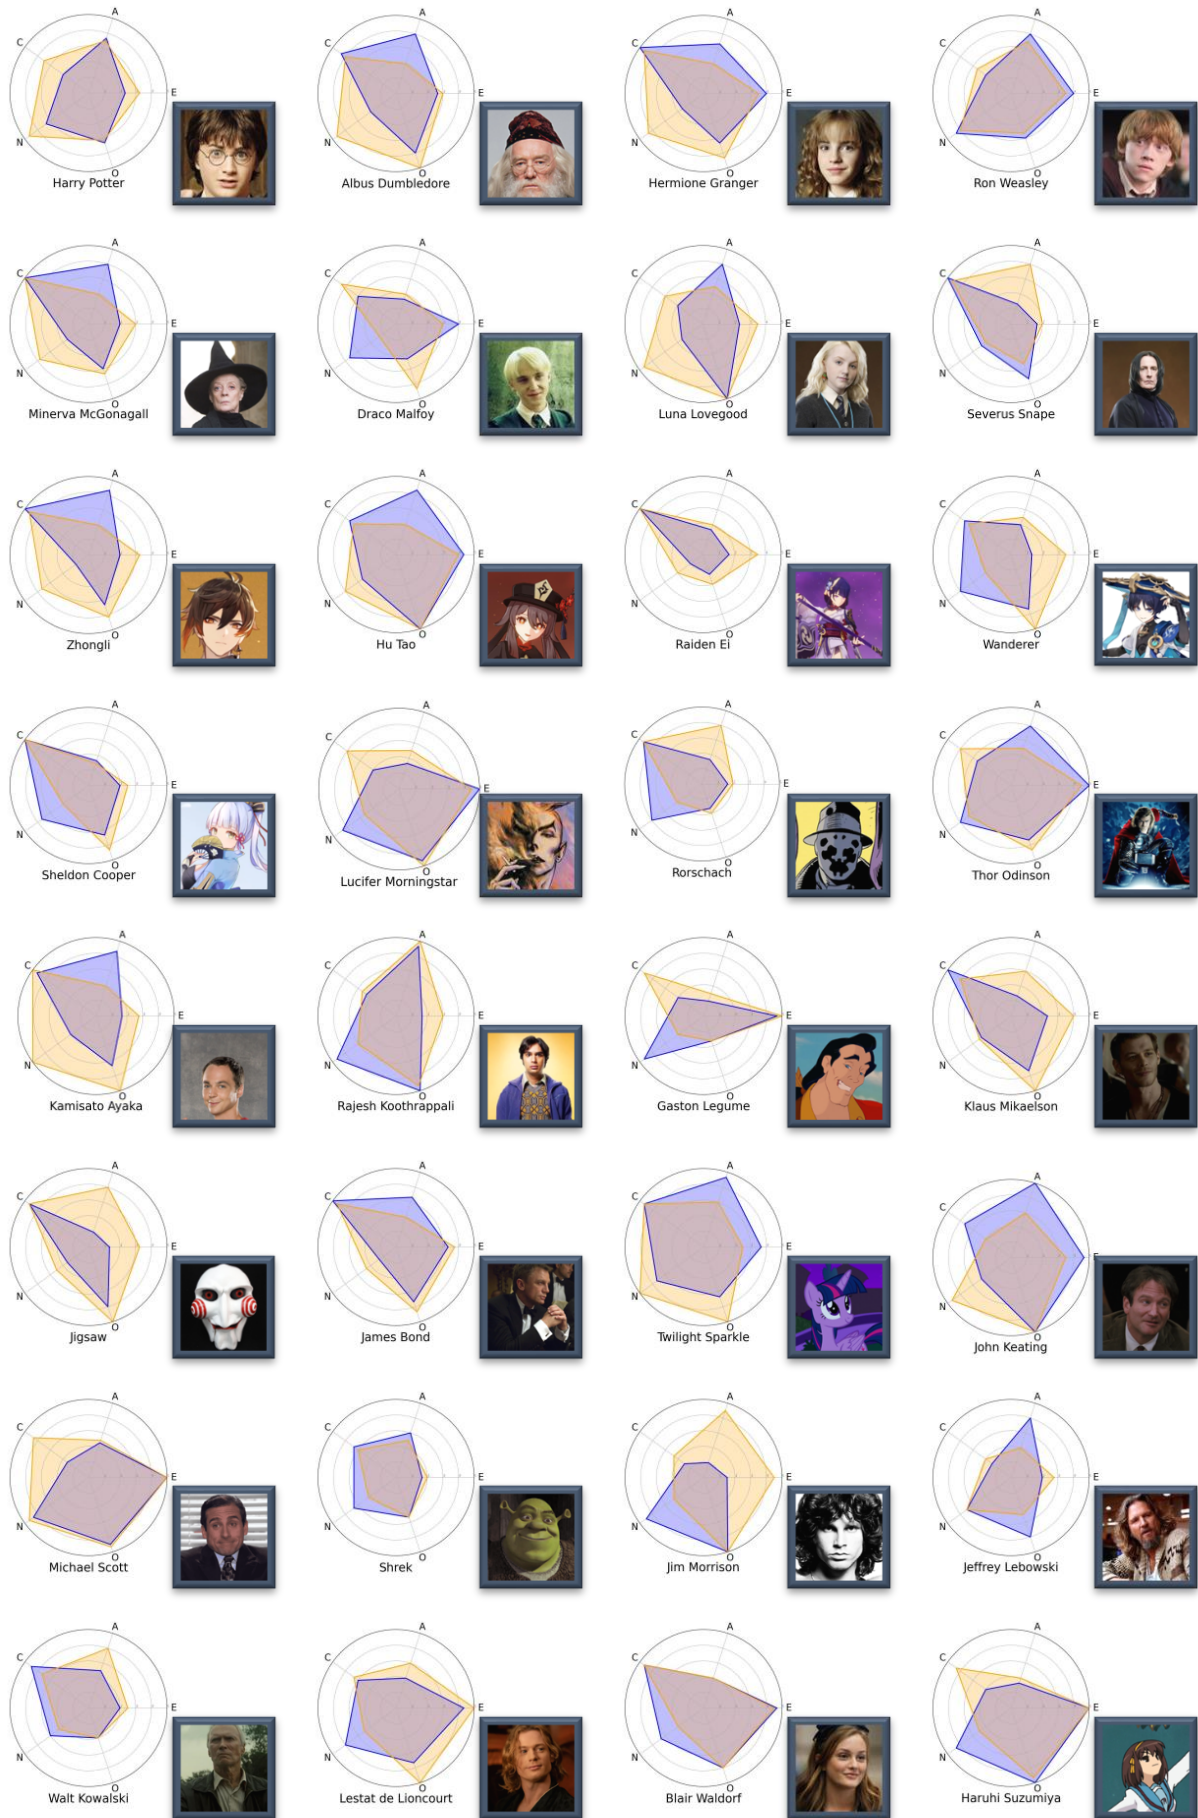 A
C
E
N
O
Harry Potter
A
C
E
N
O
Albus Dumbledore
A
C
E
N
O
Hermione Granger
A
C
E
N
O
Ron Weasley
A
C
E
N
O
Minerva McGonagall
A
C
E
N
O
Draco Malfoy
A
C
E
N
O
Luna Lovegood
A
C
E
N
O
Severus Snape
A
C
E
N
O
Zhongli
A
C
E
N
O
Hu Tao
A
C
E
N
O
Raiden Ei
A
C
E
N
O
Wanderer
A
C
E
N
O
Sheldon Cooper
A
C
E
N
O
Lucifer Morningstar
A
C
E
N
O
Rorschach
A
C
E
N
O
Thor Odinson
A
C
E
N
O
Kamisato Ayaka
A
C
E
N
O
Rajesh Koothrappali
A
C
E
N
O
Gaston Legume
A
C
E
N
O
Klaus Mikaelson
A
C
E
N
O
Jigsaw
A
C
E
N
O
James Bond
A
C
E
N
O
Twilight Sparkle
A
C
E
N
O
John Keating
A
C
E
N
O
Michael Scott
A
C
E
N
O
Shrek
A
C
E
N
O
Jim Morrison
A
C
E
N
O
Jeffrey Lebowski
A
C
E
N
O
Walt Kowalski
A
C
E
N
O
Lestat de Lioncourt
A
C
E
N
O
Blair Waldorf
A
C
E
N
O
Haruhi Suzumiya